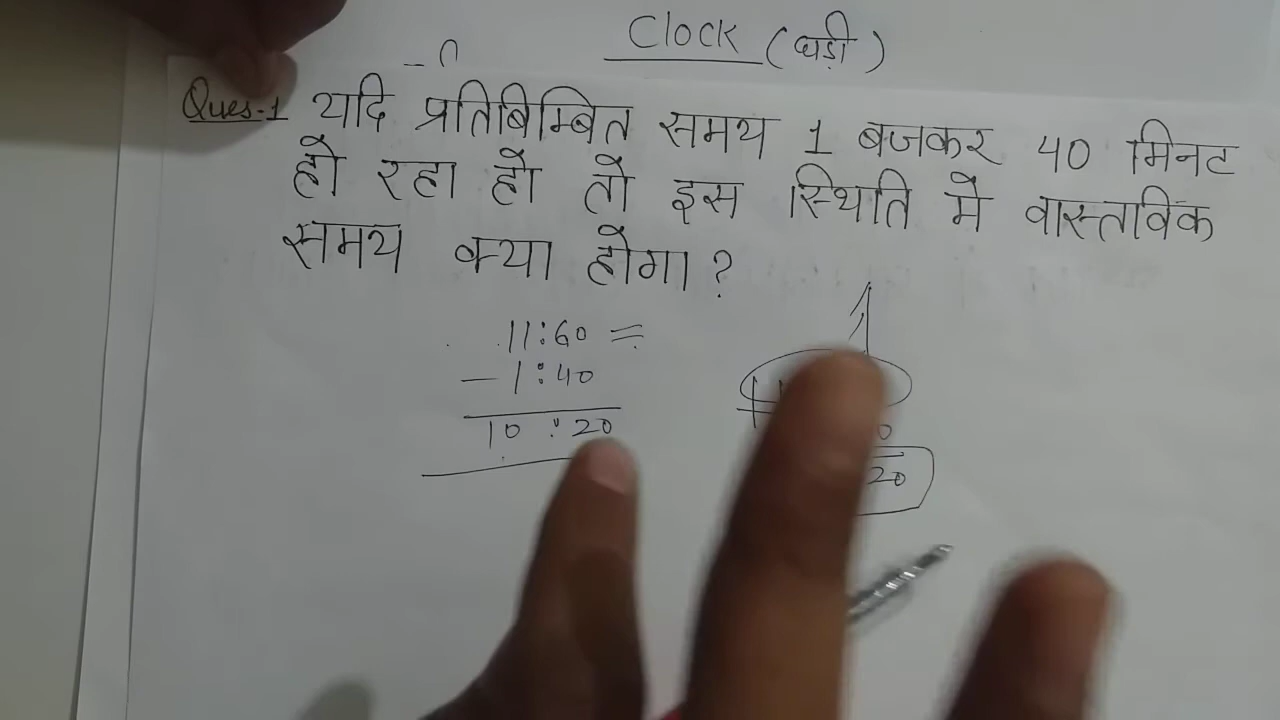 Clock (घड़ी)
Ques-1 यदि प्रतिबिम्बित समय 1 बजकर 40 मिनट
हो रहा हो तो इस स्थिति मे वास्तविक
समय क्या होगा?
11:60 =
- 1:40
10:20
20